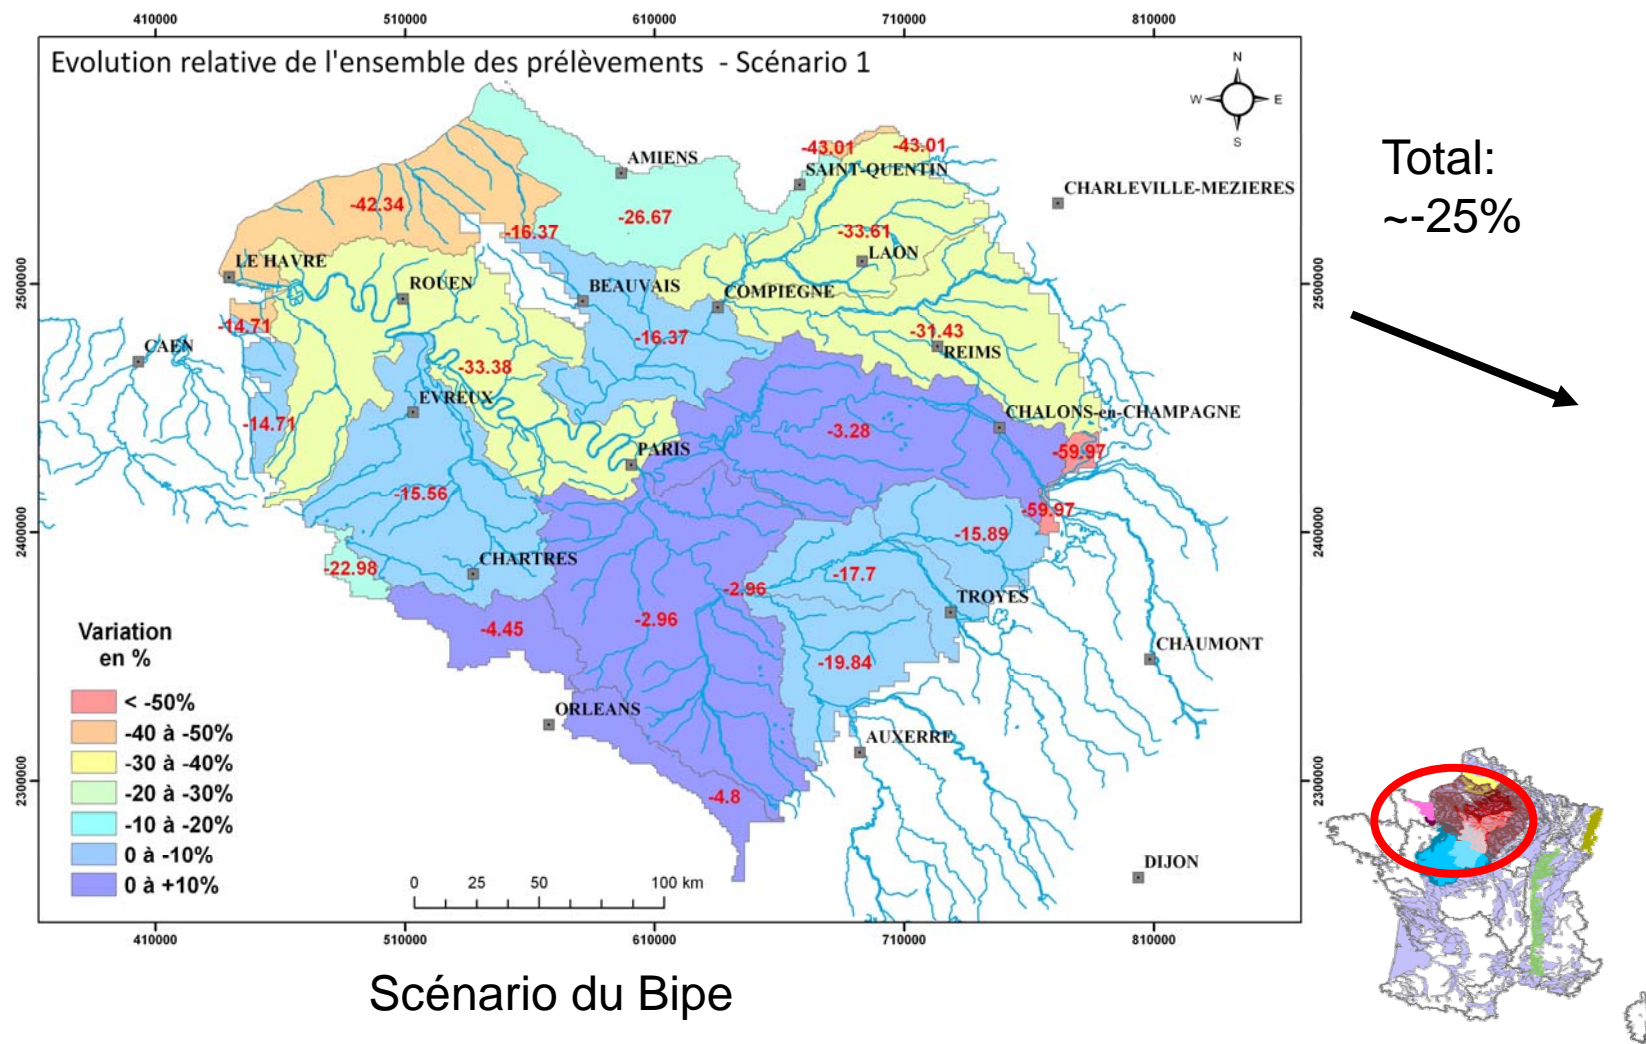 410000 510000 610000 710000 810000
Evolution relative de l'ensemble des prélèvements - Scénario 1
N
W E
S
Total:
~-25%
AMIENS
-43.01
-43.01
SAINT-QUENTIN
CHARLEVILLE-MEZIERES
-42.34
-26.67
-16.37
-33.61
LAON
LE HAVRE
ROUEN
BEAUVAIS
COMPIEGNE
2500000
2500000
-14.71
-16.37
-31.43
CAEN
REIMS
-33.38
EVREUX
CHALONS-en-CHAMPAGNE
-14.71
-3.28
PARIS
-59.97
-15.56
-59.97
2400000
2400000
-15.89
CHARTRES
-22.98
-17.7
-2.96
TROYES
-4.45
-2.96
Variation
en %
CHAUMONT
-19.84
< -50%
ORLEANS
-40 à -50%
AUXERRE
-30 à -40%
2300000
2300000
-20 à -30%
-4.8
-10 à -20%
0 à -10%
DIJON
0 à +10%
0 25 50 100 km
410000 510000 610000 710000 810000
Scénario du Bipe